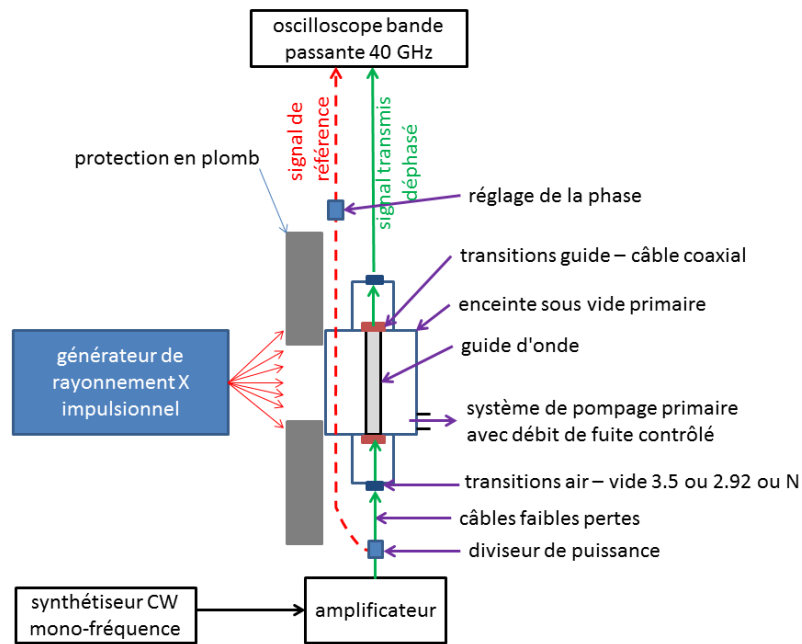 oscilloscope bande
passante 40 GHz
signal de
référence
signal transmis
déphasé
protection en plomb
réglage de la phase
transitions guide – câble coaxial
enceinte sous vide primaire
guide d'onde
générateur de
rayonnement X
impulsionnel
système de pompage primaire
avec débit de fuite contrôlé
transitions air – vide 3.5 ou 2.92 ou N
câbles faibles pertes
diviseur de puissance
synthétiseur CW
mono-fréquence
amplificateur